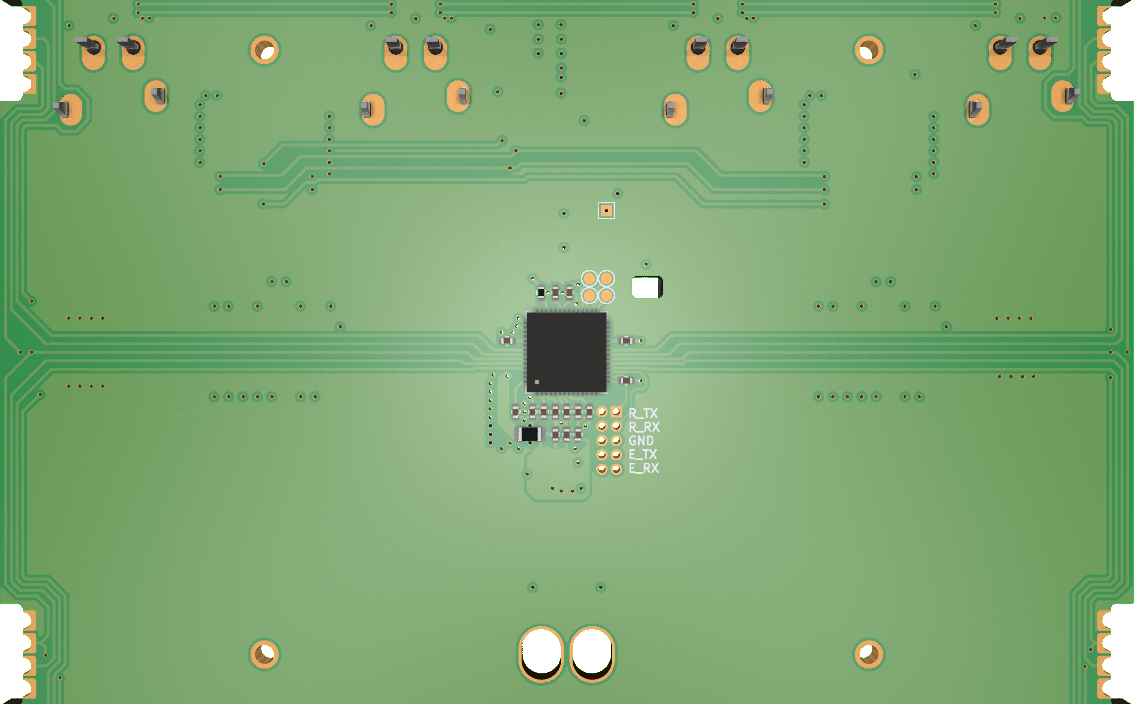 R_TX
R_RX
GND
E_TX
E_RX